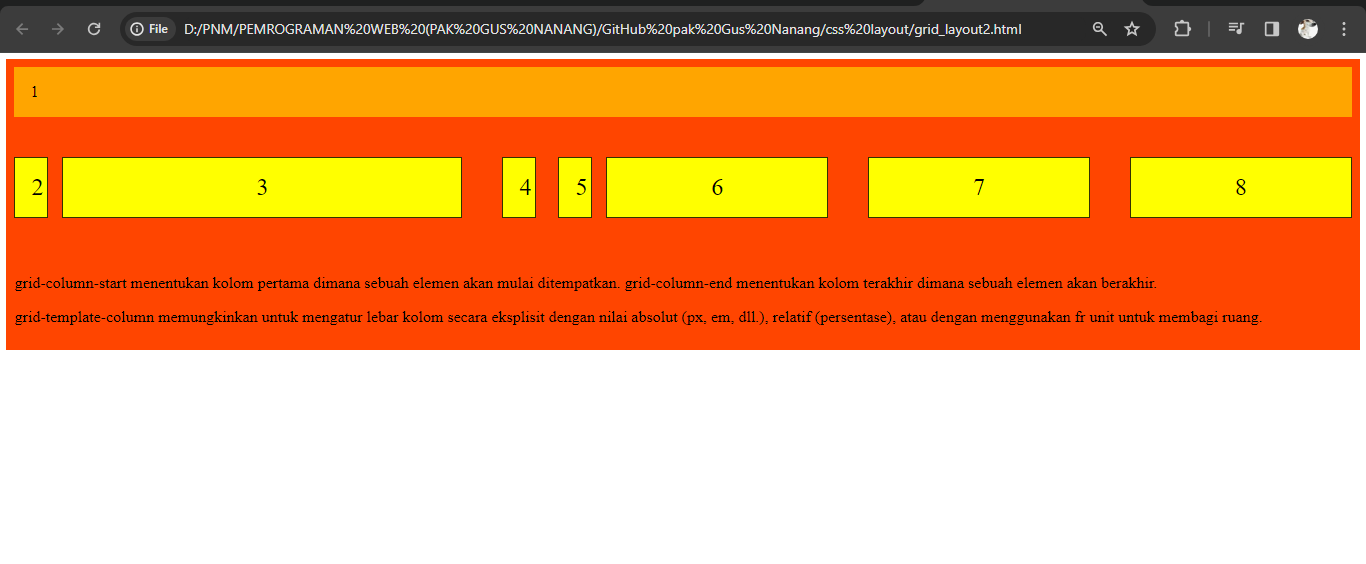 File D:/PNM/PEMROGRAMAN%20WEB%20(PAK%20GUS%20NANANG)/GitHub%20pak%20Gus%20Nanang/css%20layout/grid_layout2.html
1
2 3 4 5 6 7 8
grid-column-start menentukan kolom pertama dimana sebuah elemen akan mulai ditempatkan. grid-column-end menentukan kolom terakhir dimana sebuah elemen akan berakhir.
grid-template-column memungkinkan untuk mengatur lebar kolom secara eksplisit dengan nilai absolut (px, em, dll.), relatif (persentase), atau dengan menggunakan fr unit untuk membagi ruang.